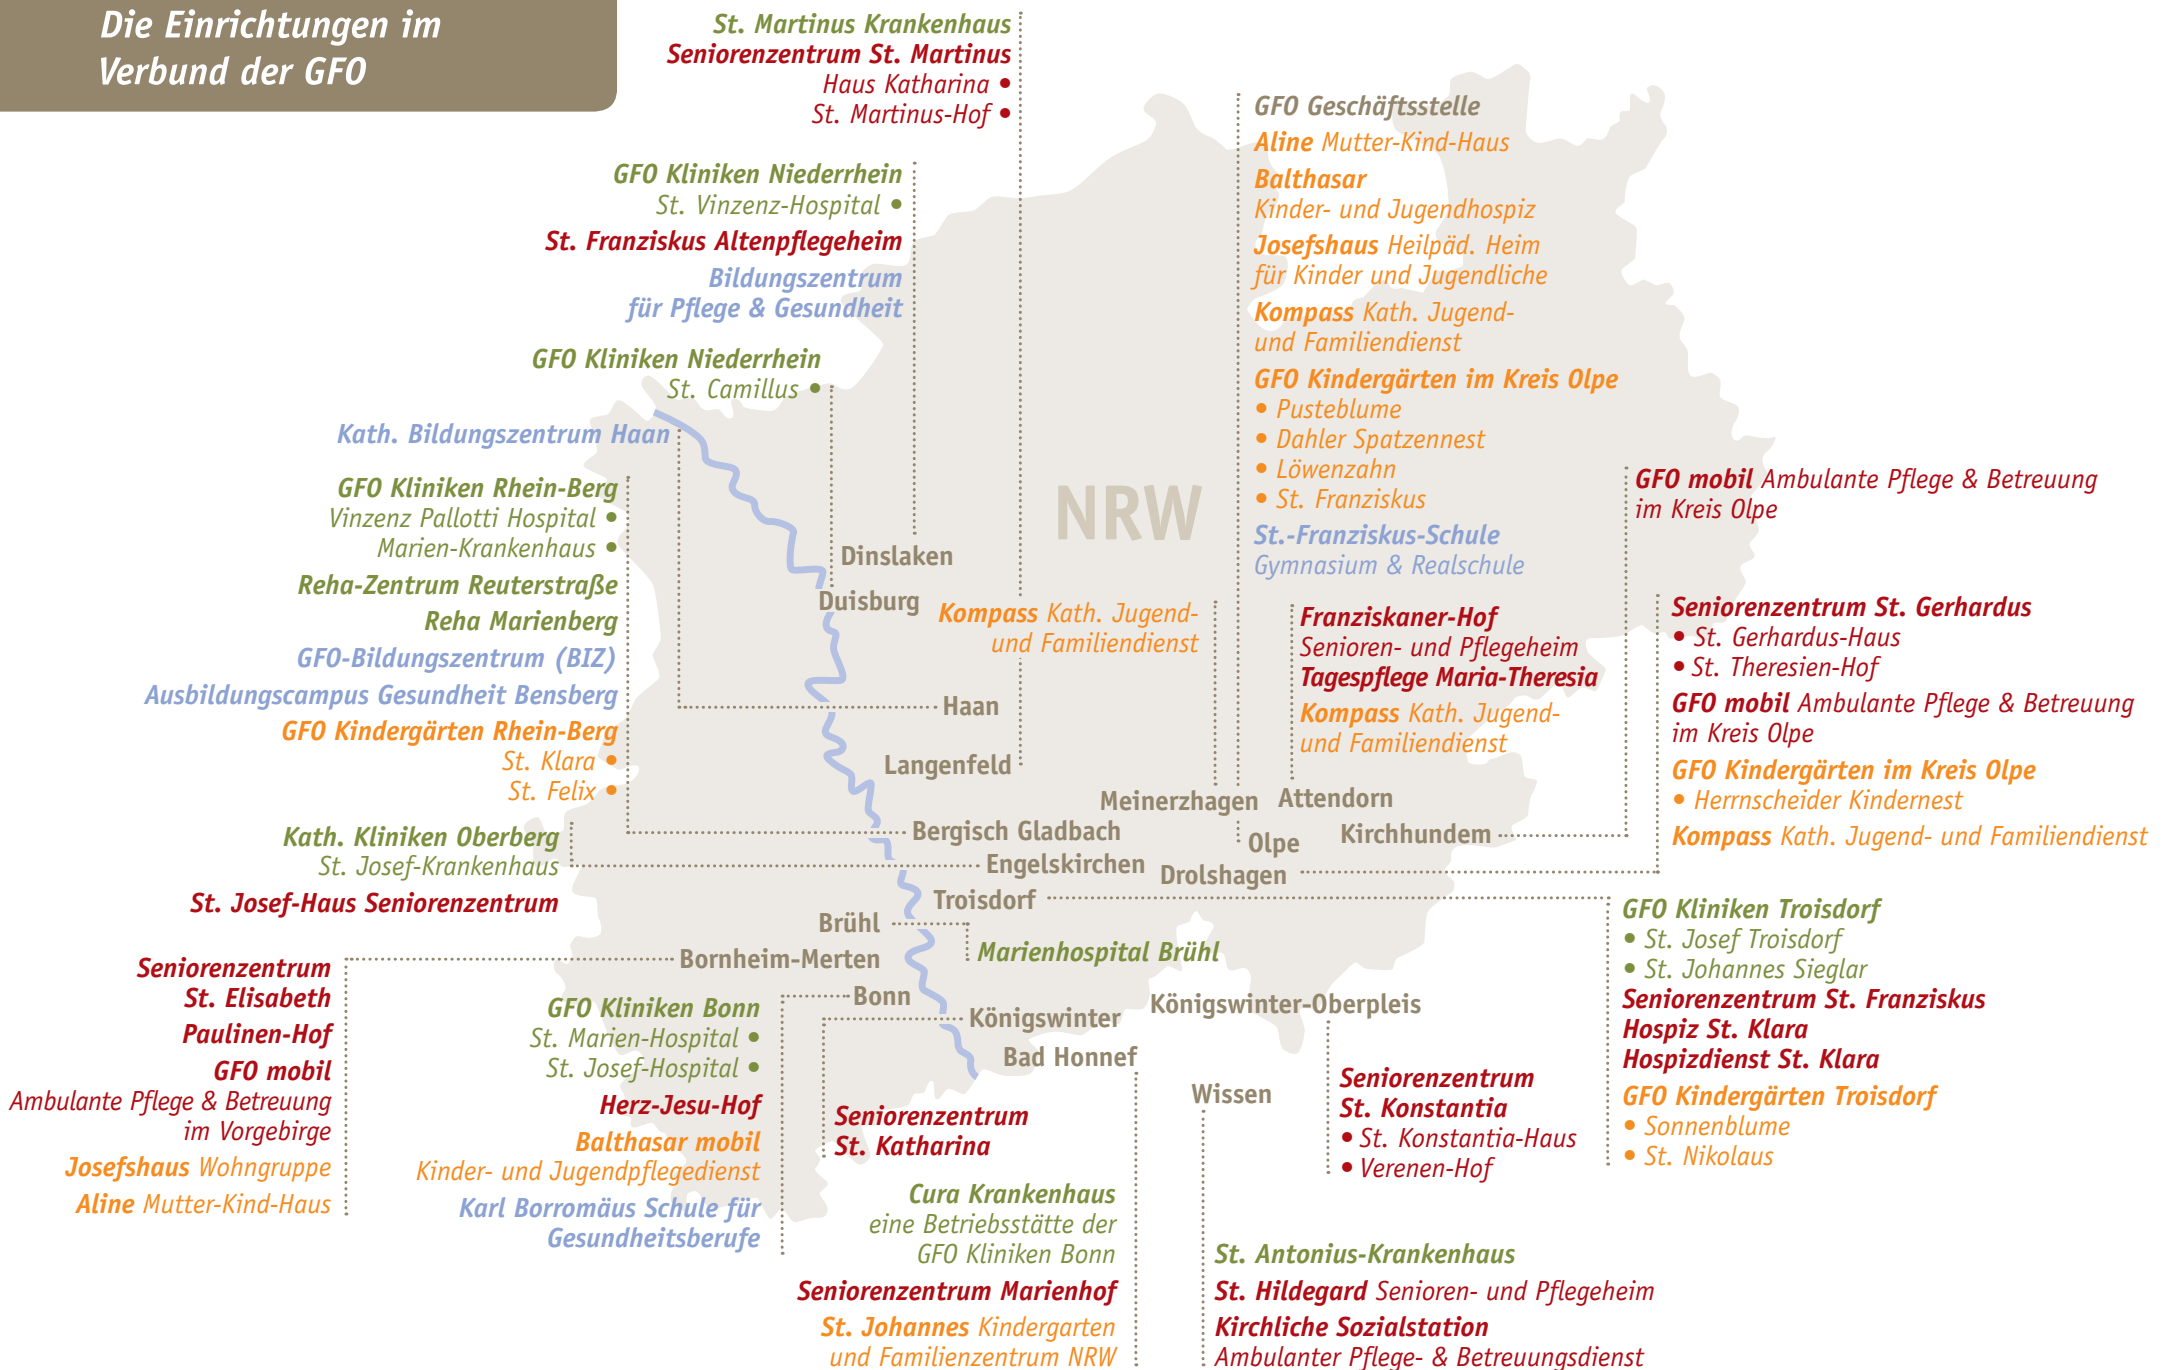 Die Einrichtungen im
Verbund der GFO
St. Martinus Krankenhaus
Seniorenzentrum St. Martinus
Haus Katharina •
St. Martinus-Hof •
GFO Kliniken Niederrhein
St. Vinzenz-Hospital •
St. Franziskus Altenpflegeheim
Bildungszentrum
für Pflege & Gesundheit
GFO Kliniken Niederrhein
St. Camillus •
Kath. Bildungszentrum Haan
GFO Kliniken Rhein-Berg
Vinzenz Pallotti Hospital •
Marien-Krankenhaus •
Reha-Zentrum Reuterstraße
Reha Marienberg
GFO-Bildungszentrum (BIZ)
Ausbildungscampus Gesundheit Bensberg
GFO Kindergärten Rhein-Berg
St. Klara •
St. Felix •
Kath. Kliniken Oberberg
St. Josef-Krankenhaus
St. Josef-Haus Seniorenzentrum
Seniorenzentrum
St. Elisabeth
Paulinen-Hof
GFO mobil
Ambulante Pflege & Betreuung
im Vorgebirge
Josefshaus Wohngruppe
Aline Mutter-Kind-Haus
GFO Kliniken Bonn
St. Marien-Hospital •
St. Josef-Hospital •
Herz-Jesu-Hof
Balthasar mobil
Kinder- und Jugendpflegedienst
Karl Borromäus Schule für
Gesundheitsberufe
NRW
Dinslaken
Duisburg
Haan
Langenfeld
Meinerzhagen
Attendorn
Bergisch Gladbach
Olpe
Kirchhundem
Engelskirchen
Drolshagen
Troisdorf
Brühl
Bornheim-Merten
Bonn
Königswinter
Königswinter-Oberpleis
Bad Honnef
Wissen
Kompass Kath. Jugend-
und Familiendienst
Marienhospital Brühl
Seniorenzentrum
St. Katharina
Cura Krankenhaus
eine Betriebsstätte der
GFO Kliniken Bonn
Seniorenzentrum Marienhof
St. Johannes Kindergarten
und Familienzentrum NRW
GFO Geschäftsstelle
Aline Mutter-Kind-Haus
Balthasar
Kinder- und Jugendhospiz
Josefshaus Heilpäd. Heim
für Kinder und Jugendliche
Kompass Kath. Jugend-
und Familiendienst
GFO Kindergärten im Kreis Olpe
• Pusteblume
• Dahler Spatzennest
• Löwenzahn
• St. Franziskus
St.-Franziskus-Schule
Gymnasium & Realschule
Franziskaner-Hof
Senioren- und Pflegeheim
Tagespflege Maria-Theresia
Kompass Kath. Jugend-
und Familiendienst
GFO mobil Ambulante Pflege & Betreuung
im Kreis Olpe
Seniorenzentrum St. Gerhardus
• St. Gerhardus-Haus
• St. Theresien-Hof
GFO mobil Ambulante Pflege & Betreuung
im Kreis Olpe
GFO Kindergärten im Kreis Olpe
• Herrnscheider Kindernest
Kompass Kath. Jugend- und Familiendienst
GFO Kliniken Troisdorf
• St. Josef Troisdorf
• St. Johannes Sieglar
Seniorenzentrum St. Franziskus
Hospiz St. Klara
Hospizdienst St. Klara
GFO Kindergärten Troisdorf
• Sonnenblume
• St. Nikolaus
Seniorenzentrum
St. Konstantia
• St. Konstantia-Haus
• Verenen-Hof
St. Antonius-Krankenhaus
St. Hildegard Senioren- und Pflegeheim
Kirchliche Sozialstation
Ambulanter Pflege- & Betreuungsdienst